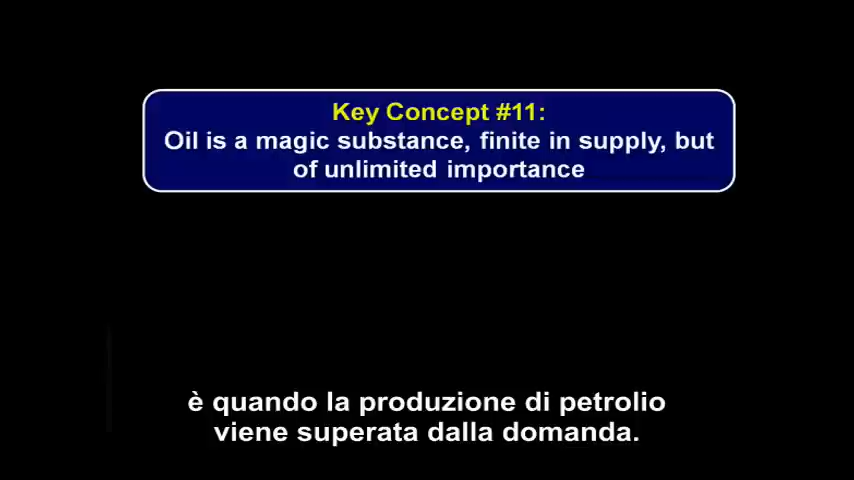 Key Concept #11:
Oil is a magic substance, finite in supply, but
of unlimited importance
è quando la produzione di petrolio
viene superata dalla domanda.